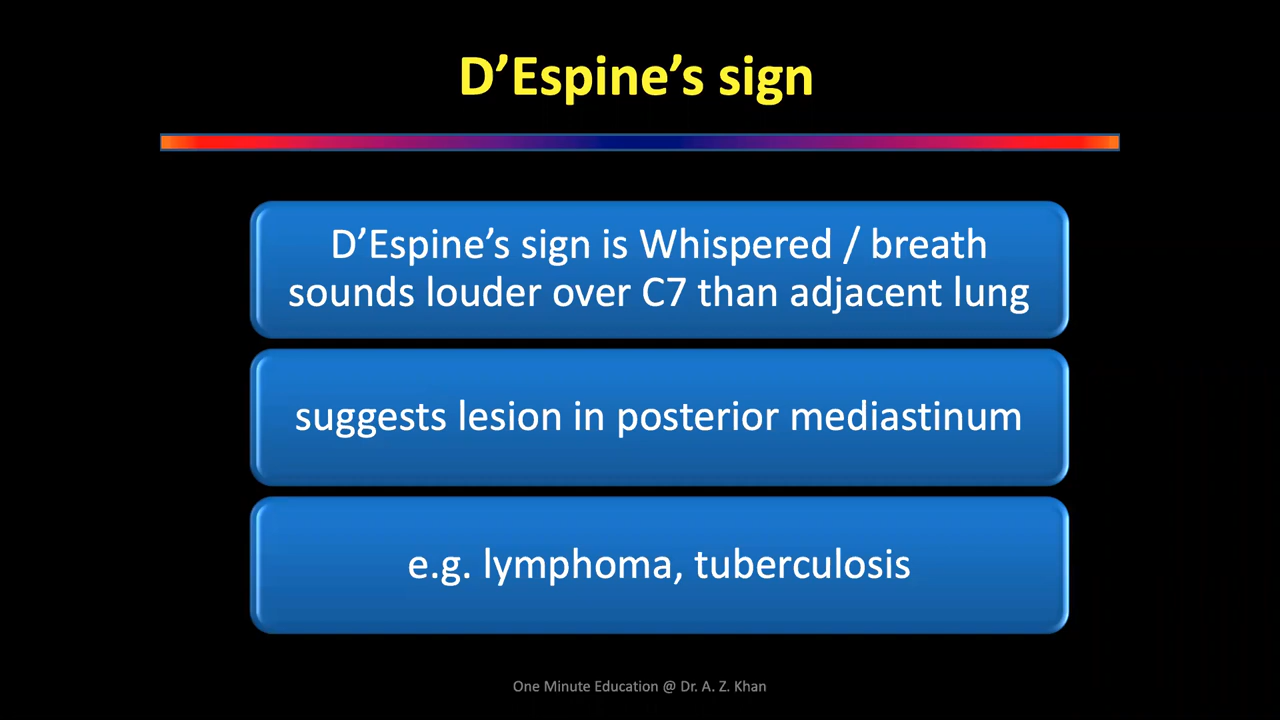 D’Espine’s sign
D’Espine’s sign is Whispered / breath
sounds louder over C7 than adjacent lung
suggests lesion in posterior mediastinum
e.g. lymphoma, tuberculosis
One Minute Education @ Dr. A. Z. Khan